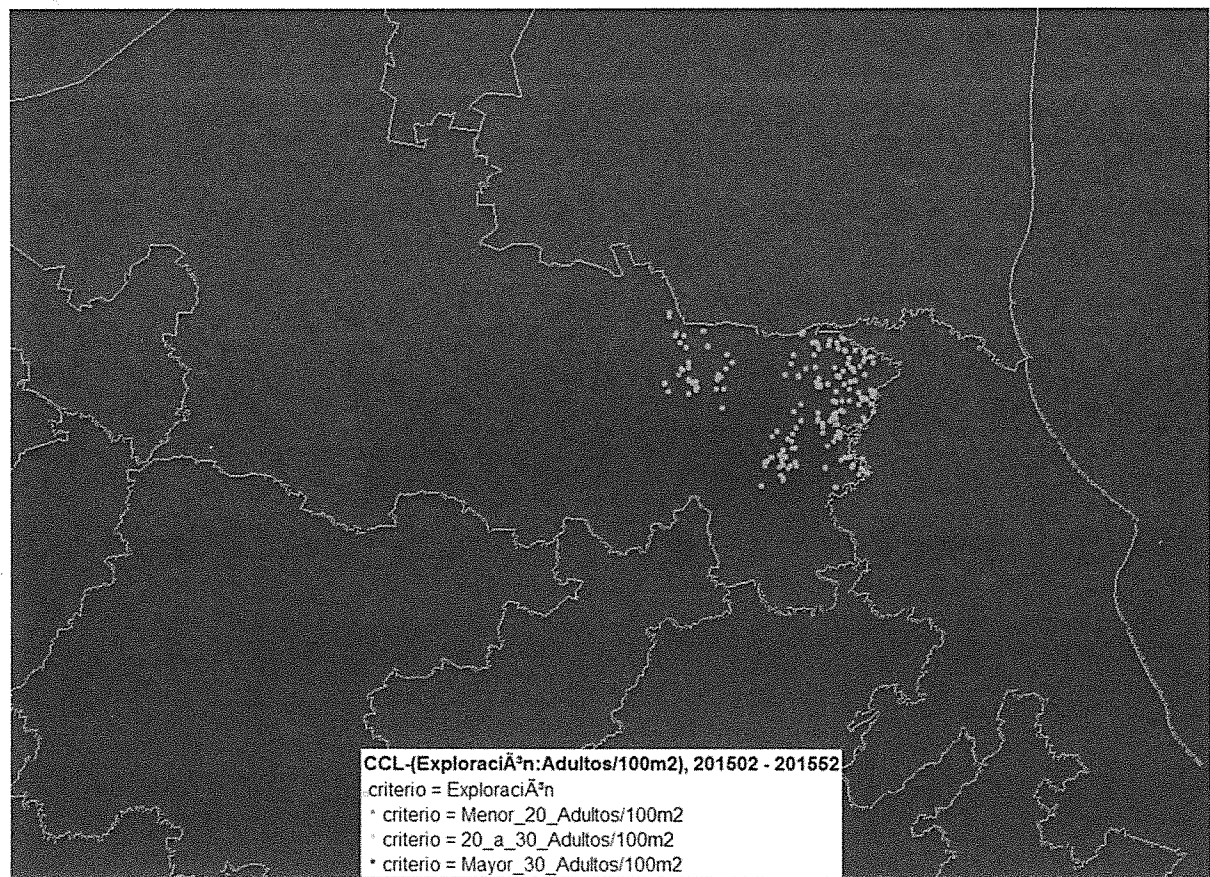 CCL-(ExploraciÃ³n:Adultos/100m2), 201502 - 201552
criterio = ExploraciÃ³n
* criterio = Menor_20_Adultos/100m2
* criterio = 20_a_30_Adultos/100m2
* criterio = Mayor_30_Adultos/100m2